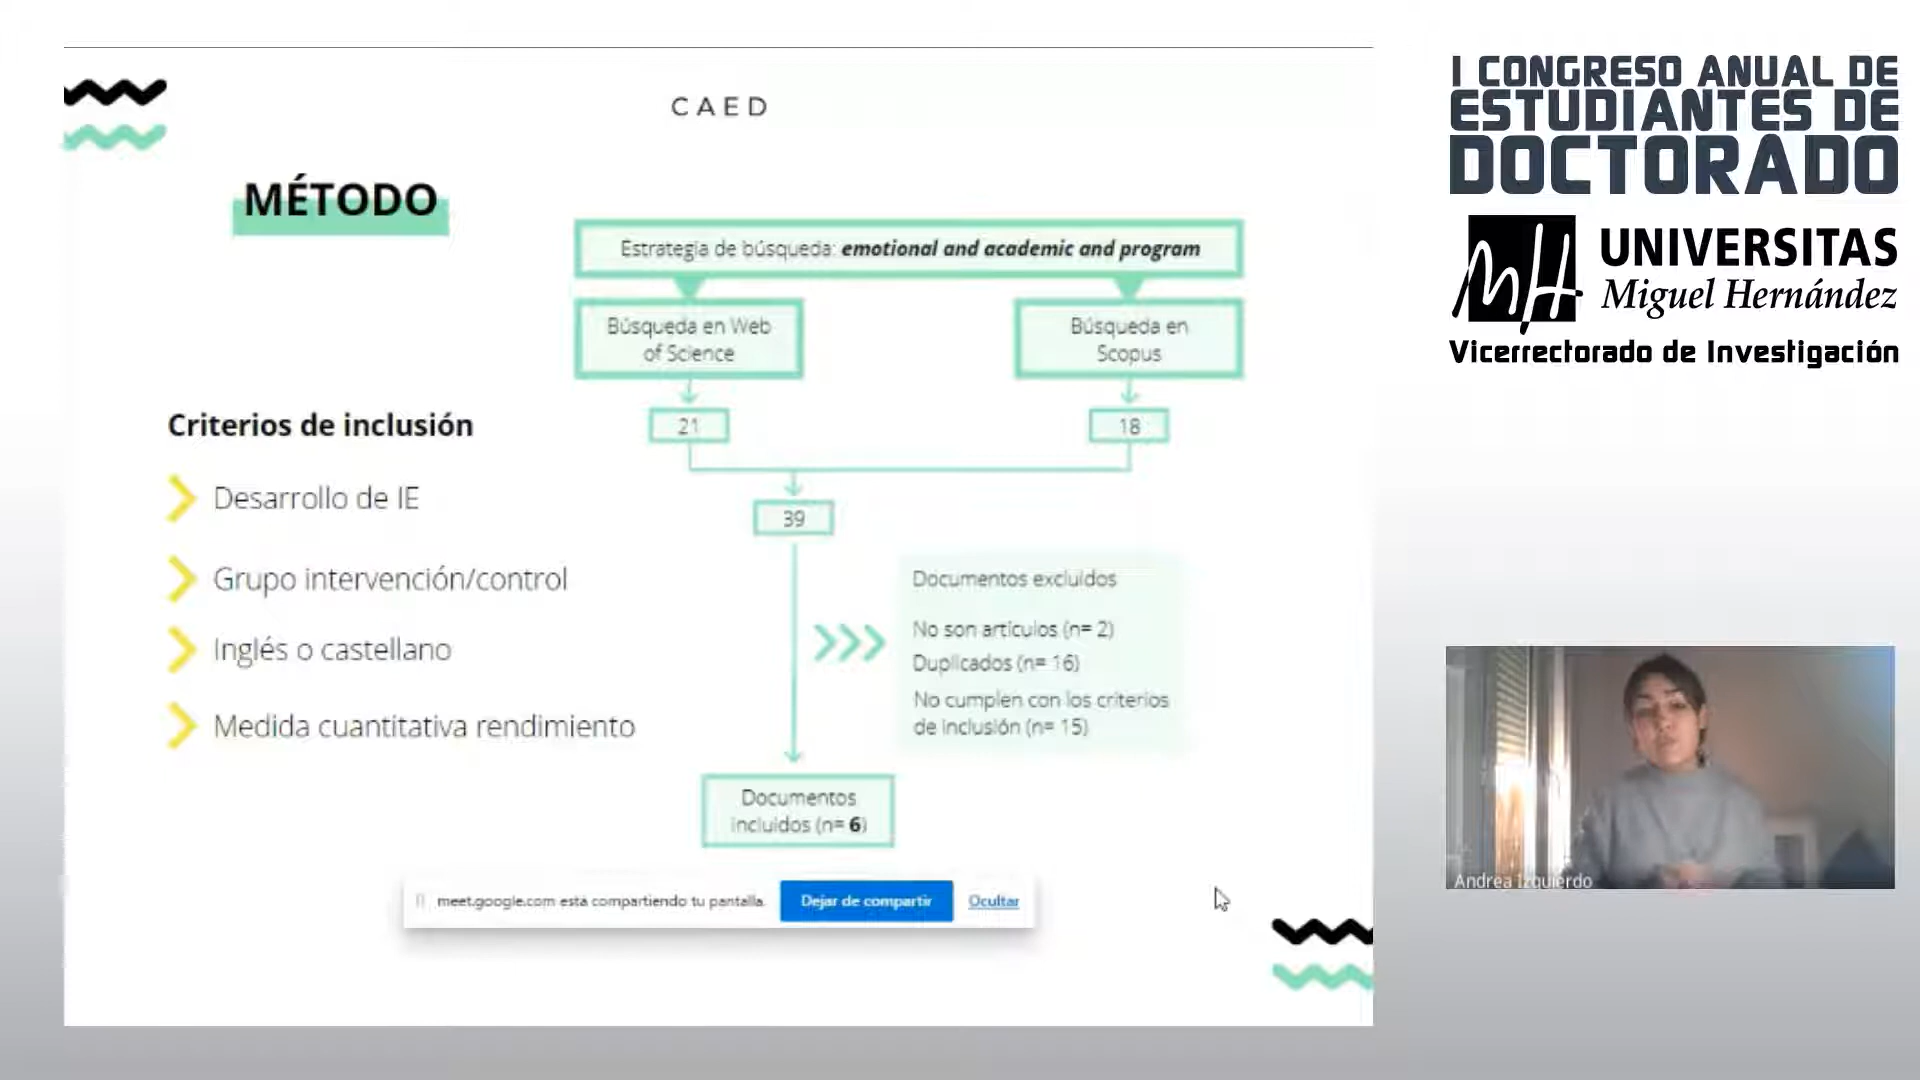 CAED
MÉTODO
Estrategia de búsqueda: emotional and academic and program
Búsqueda en Web
of Science
Búsqueda en
Scopus
21
18
39
Criterios de inclusión
Desarrollo de IE
Grupo intervención/control
Inglés o castellano
Medida cuantitativa rendimiento
Documentos excluidos
No son artículos (n= 2)
Duplicados (n= 16)
No cumplen con los criterios
de inclusión (n= 15)
Documentos
incluidos (n= 6)
meet.google.com está compartiendo tu pantalla.
Dejar de compartir
Ocultar
I CONGRESO ANUAL DE
ESTUDIANTES DE
DOCTORADO
UNIVERSITAS
Miguel Hernández
Vicerrectorado de Investigación
Andrea Izquierdo